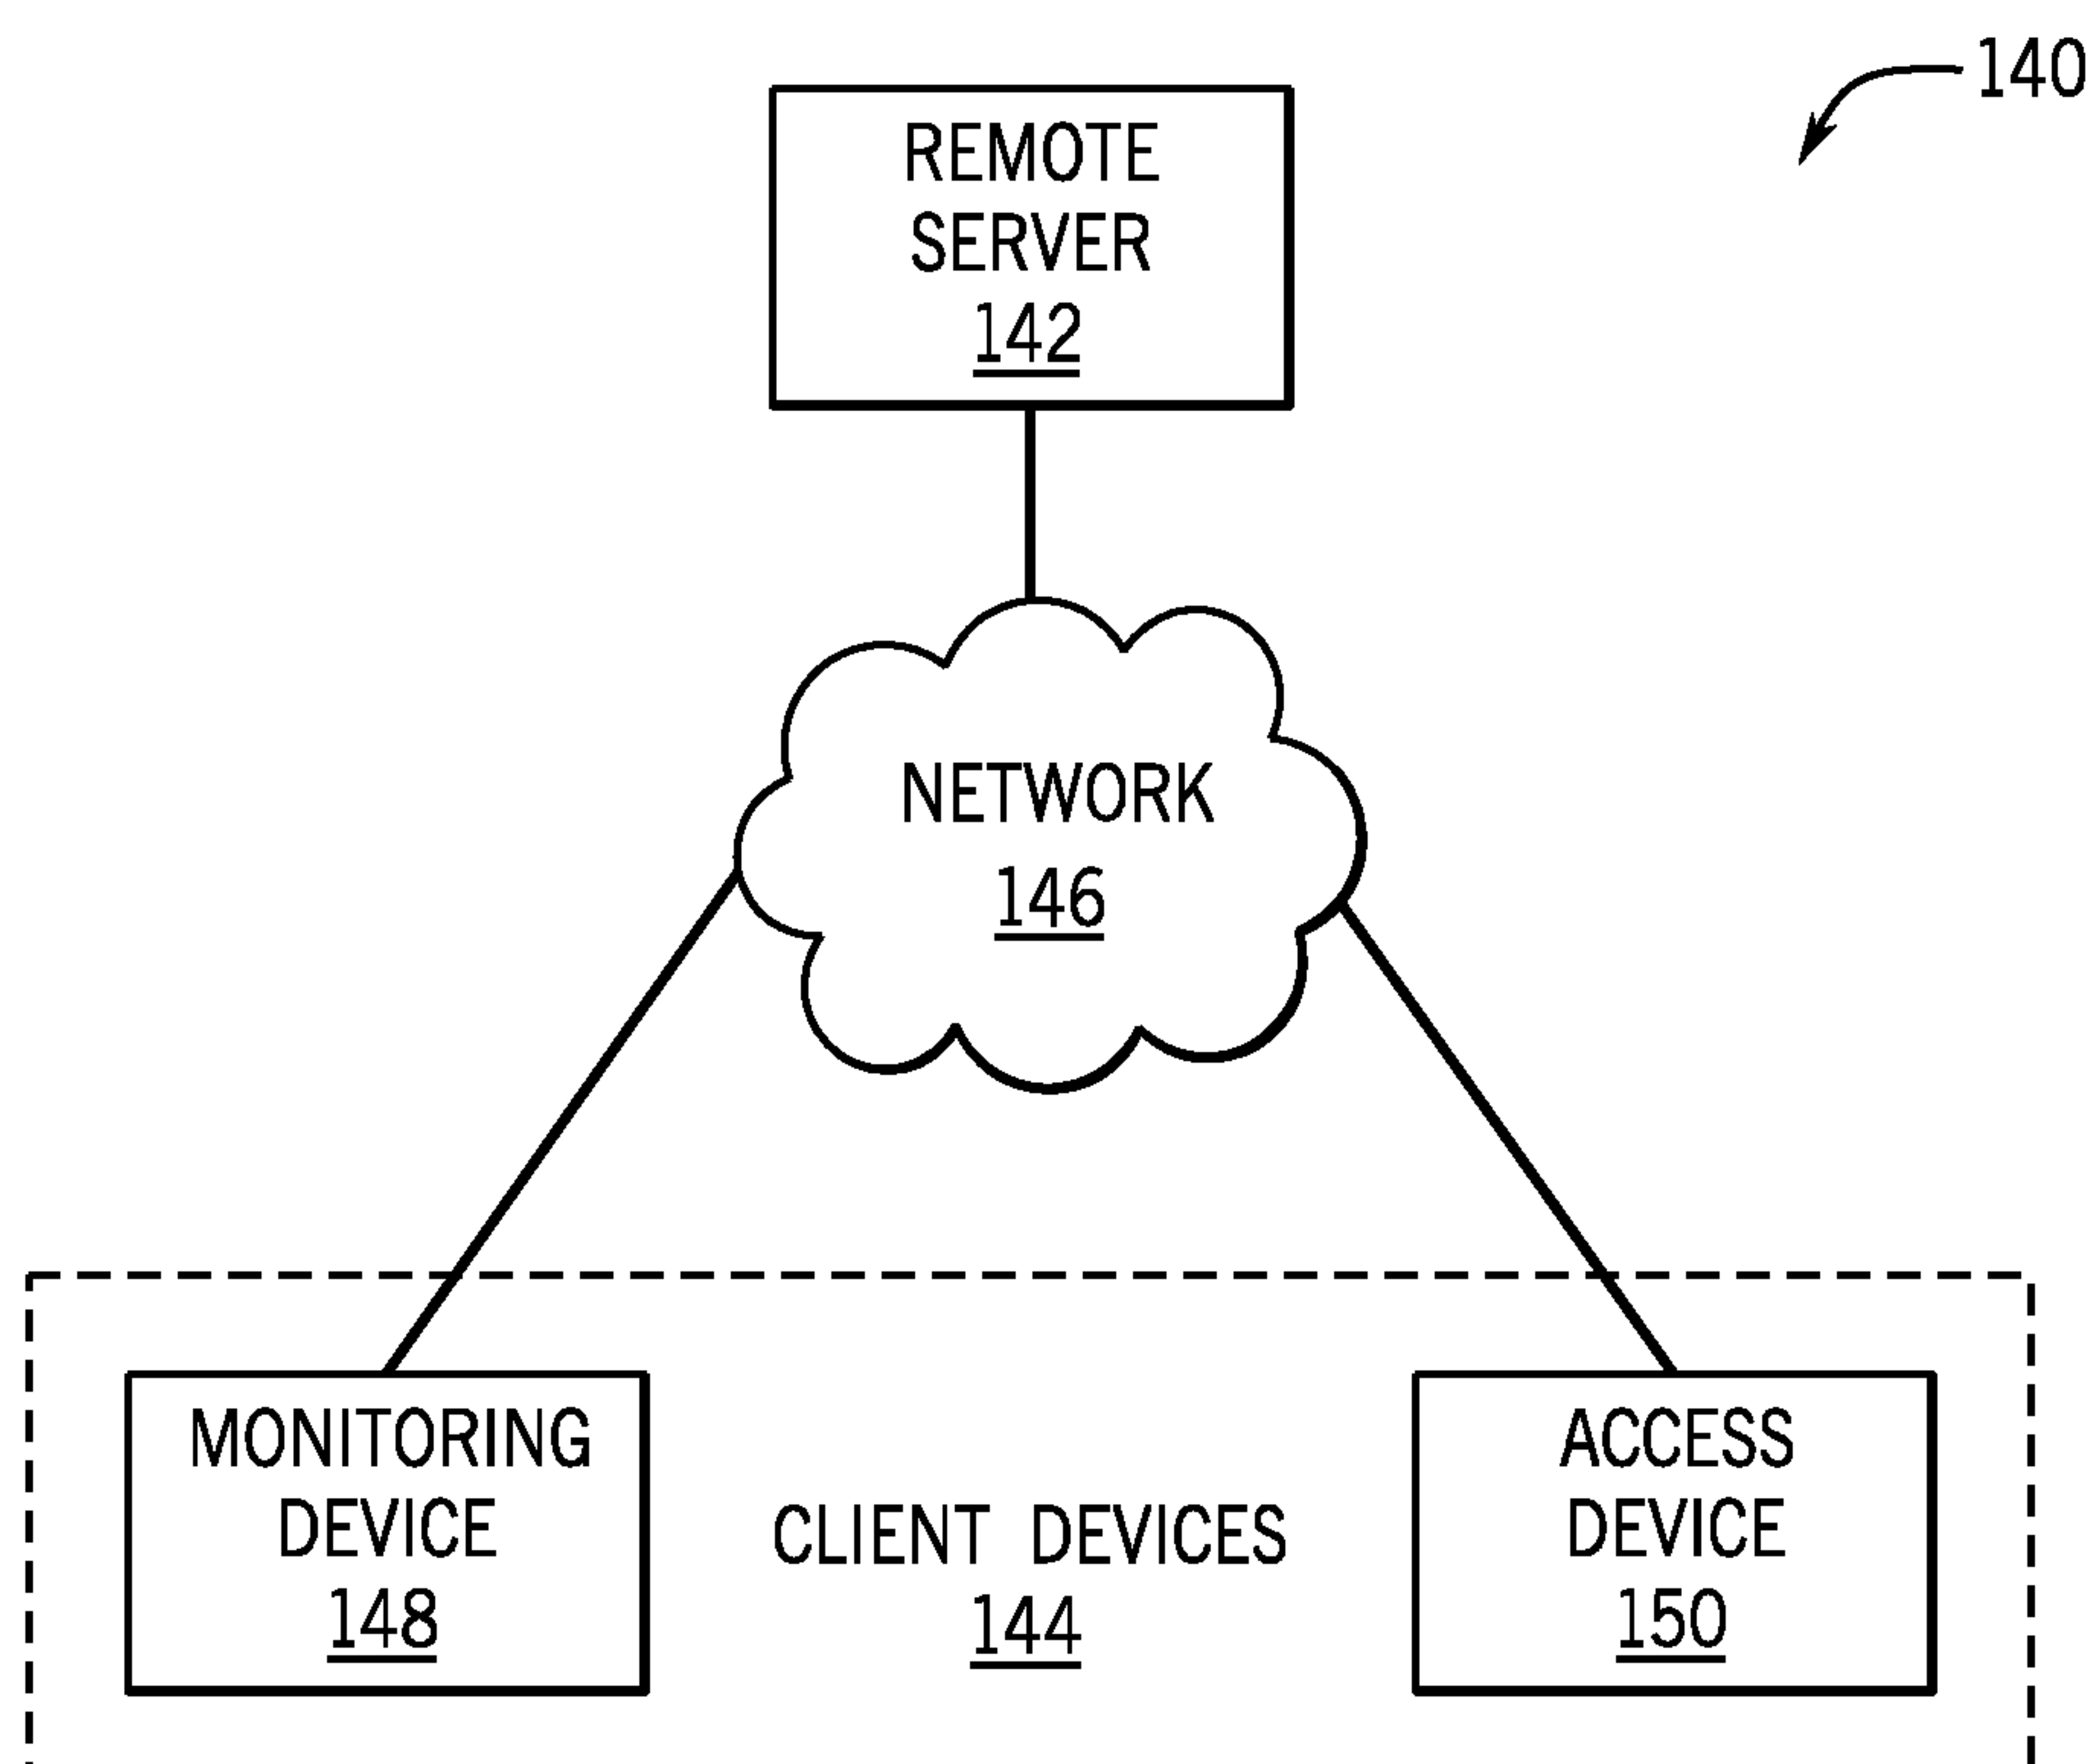 140
REMOTE
SERVER
142
NETWORK
146
MONITORING
DEVICE
148
CLIENT DEVICES
144
ACCESS
DEVICE
150